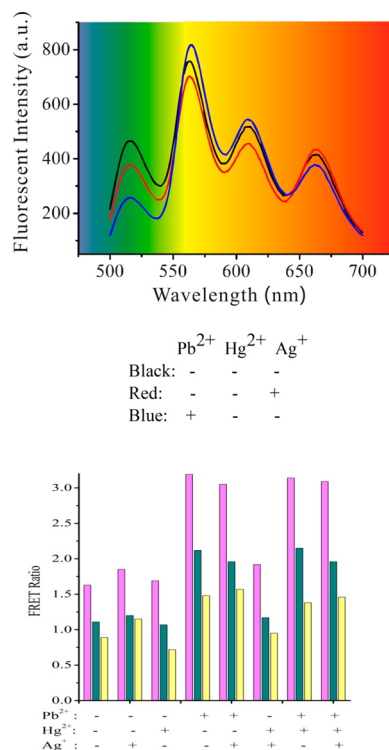 Fluorescent Intensity (a.u.)
800
600
400
200
500 550 600 650 700
Wavelength (nm)
Pb2+ Hg2+ Ag+
Black: - - -
Red: - - +
Blue: + - -
FRET Ratio
3.0
2.5
2.0
1.5
1.0
0.5
0.0
Pb2+ : - - - + + - + +
Hg2+ : - - + - - + + +
Ag+ : - + - - + + - +